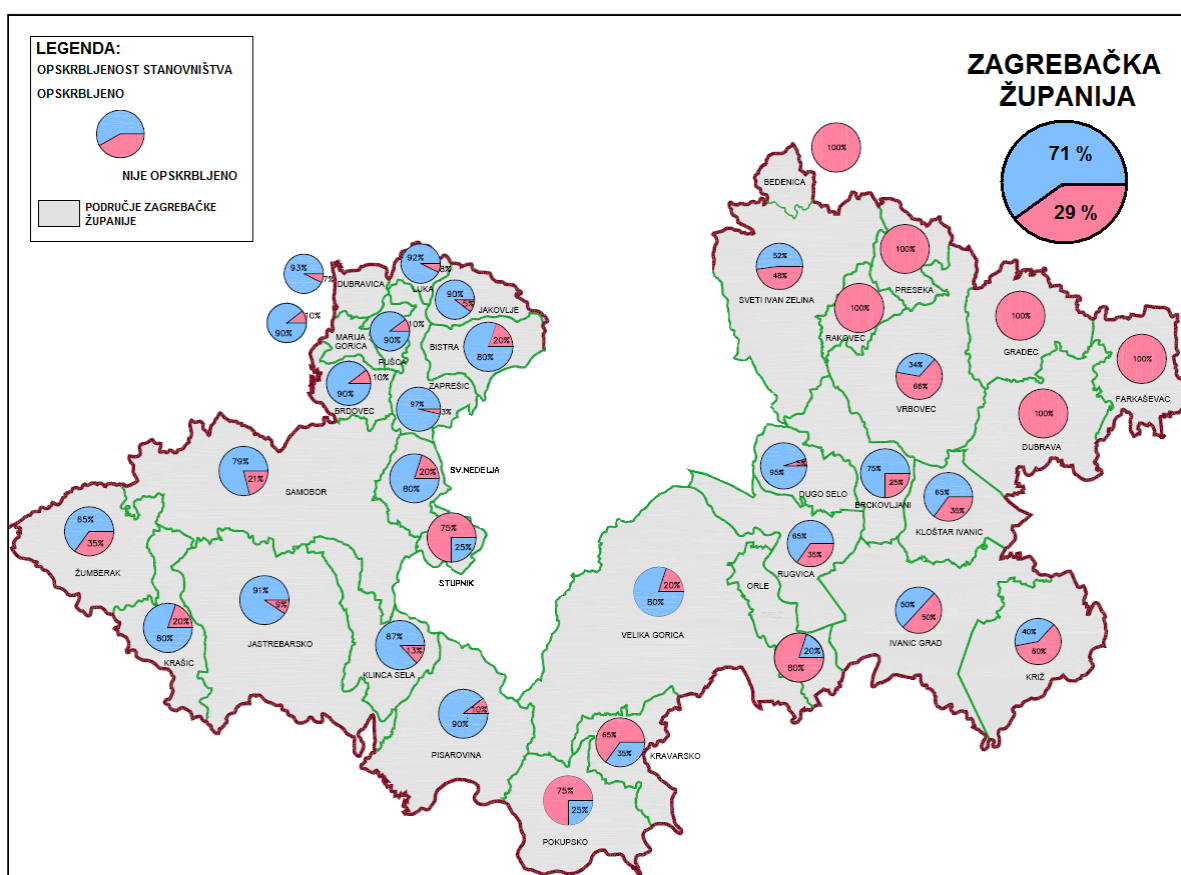 LEGENDA:
OPSKRBLJENOST STANOVNIŠTVA
OPSKRBLJENO
NIJE OPSKRBLJENO
PODRUČJE ZAGREBAČKE
ŽUPANIJE
ZAGREBAČKA
ŽUPANIJA
71 %
29 %
100%
BEDENICA
52%
48%
SVETI IVAN ZELINA
100%
PRESEKA
100%
RAKOVEC
100%
GRADEC
100%
FARKAŠEVAC
34%
66%
VRBOVEC
100%
DUBRAVA
93%
7%
DUBRAVICA
92%
8%
LUKA
90%
5%
JAKOVLJE
10%
90%
MARIJA
GORICA
10%
90%
PUŠĆA
BISTRA
20%
80%
10%
90%
BRDOVEC
ZAPREŠIC
97%
3%
79%
21%
SAMOBOR
SV.NEDELJA
20%
80%
75%
25%
STUPNIK
65%
35%
ŽUMBERAK
91%
9%
JASTREBARSKO
20%
80%
KRAŠIC
87%
13%
KLINCA SELA
10%
90%
PISAROVINA
20%
80%
VELIKA GORICA
95%
5%
DUGO SELO
75%
25%
BRCKOVLJANI
65%
35%
KLOŠTAR IVANIC
65%
35%
RUGVICA
ORLE
20%
80%
50%
50%
IVANIC GRAD
40%
60%
KRIŽ
65%
35%
KRAVARSKO
75%
25%
POKUPSKO